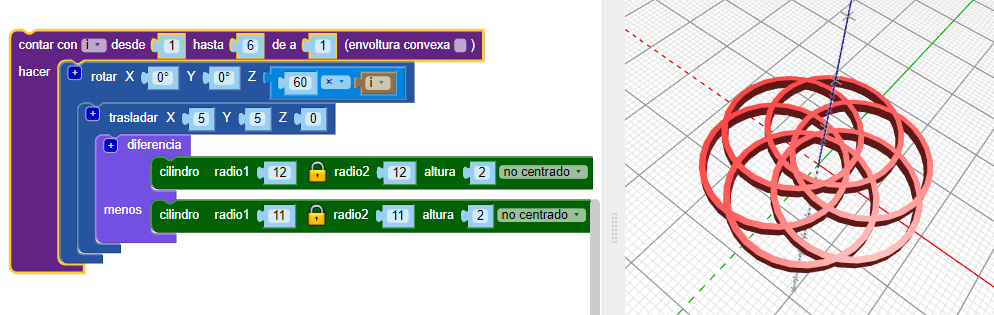 contar con i desde 1 hasta 6 de a 1 (envoltura convexa )
hacer + rotar X 0° Y 0° Z 60 × i
+ trasladar X 5 Y 5 Z 0
+ diferencia
cilindro radio1 12 radio2 12 altura 2 no centrado
menos cilindro radio1 11 radio2 11 altura 2 no centrado